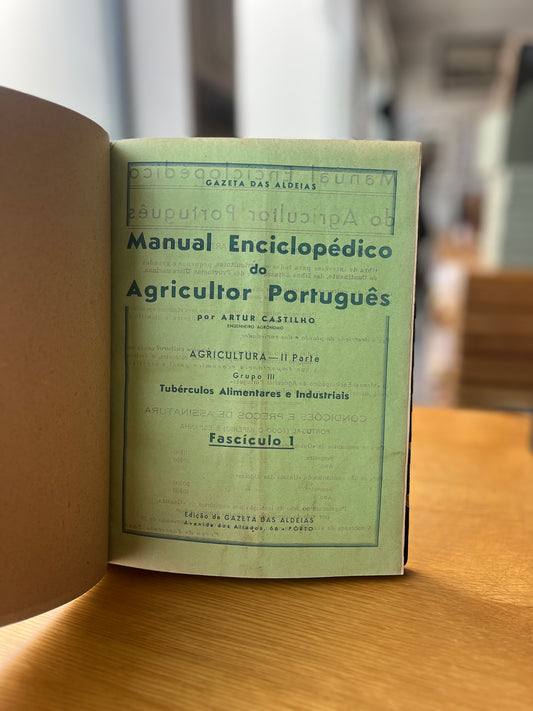 GAZETA DAS ALDEIAS
Manual Enciclopédico
do
Agricultor Português
por ARTUR CASTILHO
ENGENHEIRO AGRÓNOMO
AGRICULTURA — II Parte
Grupo III
Tubérculos Alimentares e Industriais
Fascículo 1
Edição da GAZETA DAS ALDEIAS
Avenida dos Aliados, 66 - PÔRTO